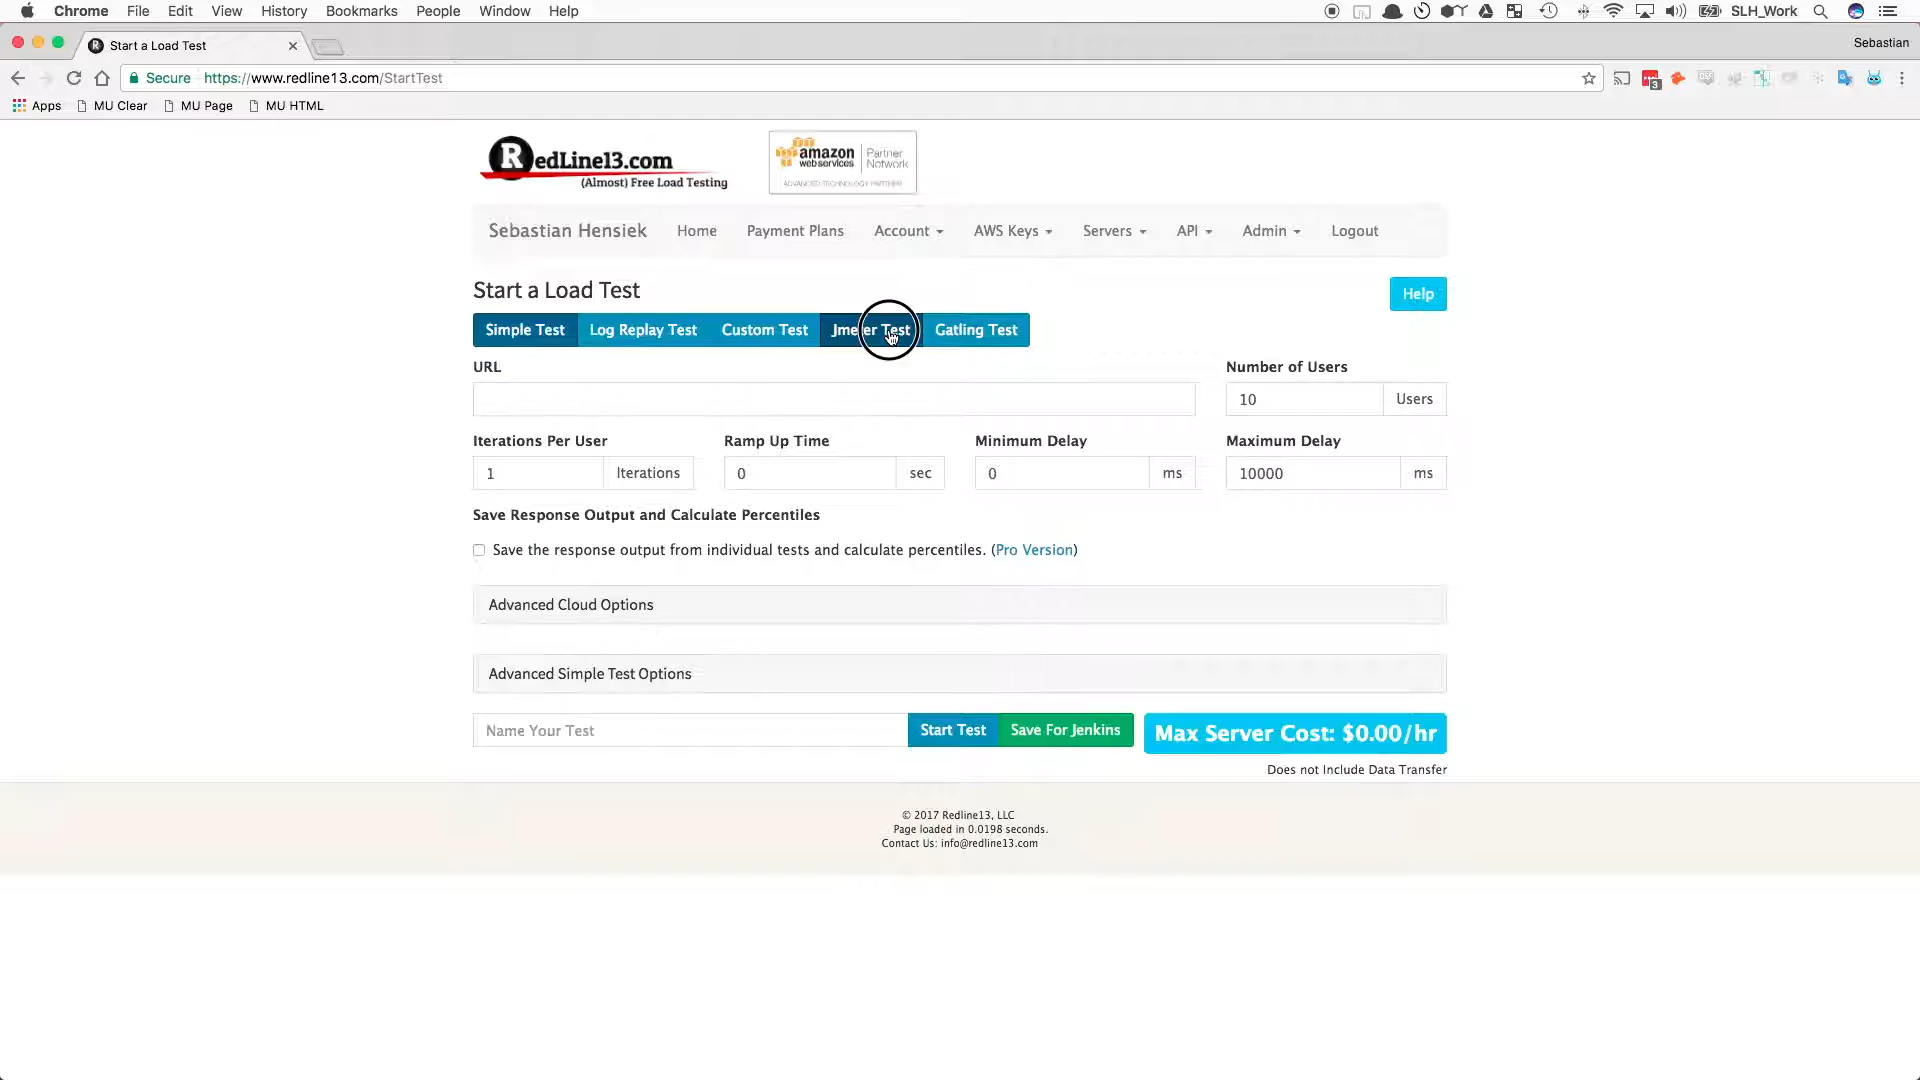 Chrome File Edit View History Bookmarks People Window Help SLH_Work
Start a Load Test Sebastian
Secure https://www.redline13.com/StartTest
Apps MU Clear MU Page MU HTML
RedLine13.com
(Almost) Free Load Testing
amazon
webservices
Partner
Network
ADVANCED TECHNOLOGY PARTNER
Sebastian Hensiek Home Payment Plans Account AWS Keys Servers API Admin Logout
Start a Load Test
Help
Simple Test Log Replay Test Custom Test Jmeter Test Gatling Test
URL Number of Users
10 Users
Iterations Per User Ramp Up Time Minimum Delay Maximum Delay
1 Iterations 0 sec 0 ms 10000 ms
Save Response Output and Calculate Percentiles
Save the response output from individual tests and calculate percentiles. (Pro Version)
Advanced Cloud Options
Advanced Simple Test Options
Name Your Test Start Test Save For Jenkins Max Server Cost: $0.00/hr
Does not Include Data Transfer
© 2017 Redline13, LLC
Page loaded in 0.0198 seconds.
Contact Us: info@redline13.com